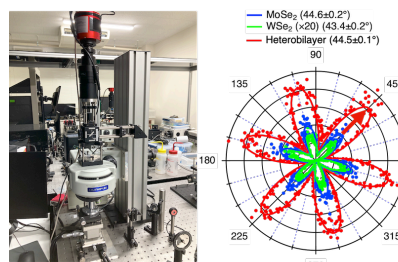 MoSe₂ (44.6±0.2°)
WSe₂ (×20) (43.4±0.2°)
Heterobilayer (44.5±0.1°)
90
135
45
180
225
315